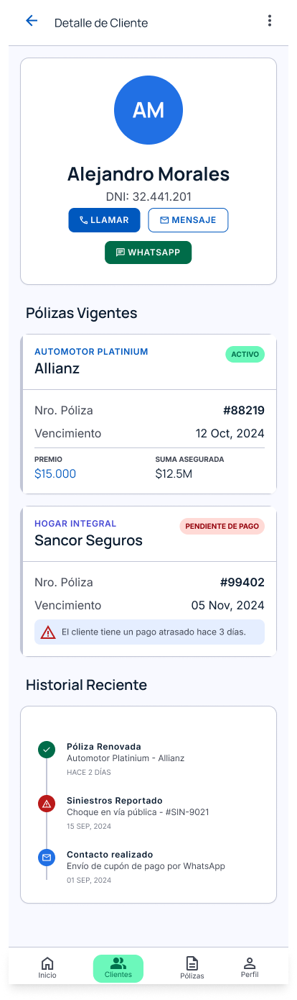 Detalle de Cliente
AM
Alejandro Morales
DNI: 32.441.201
LLAMAR
MENSAJE
WHATSAPP
Pólizas Vigentes
AUTOMOTOR PLATINIUM
ACTIVO
Allianz
Nro. Póliza #88219
Vencimiento 12 Oct, 2024
PREMIO SUMA ASEGURADA
$15.000 $12.5M
HOGAR INTEGRAL
PENDIENTE DE PAGO
Sancor Seguros
Nro. Póliza #99402
Vencimiento 05 Nov, 2024
El cliente tiene un pago atrasado hace 3 días.
Historial Reciente
Póliza Renovada
Automotor Platinium - Allianz
HACE 2 DÍAS
Siniestros Reportado
Choque en vía pública - #SIN-9021
15 SEP, 2024
Contacto realizado
Envío de cupón de pago por WhatsApp
01 SEP, 2024
Inicio Clientes Pólizas Perfil